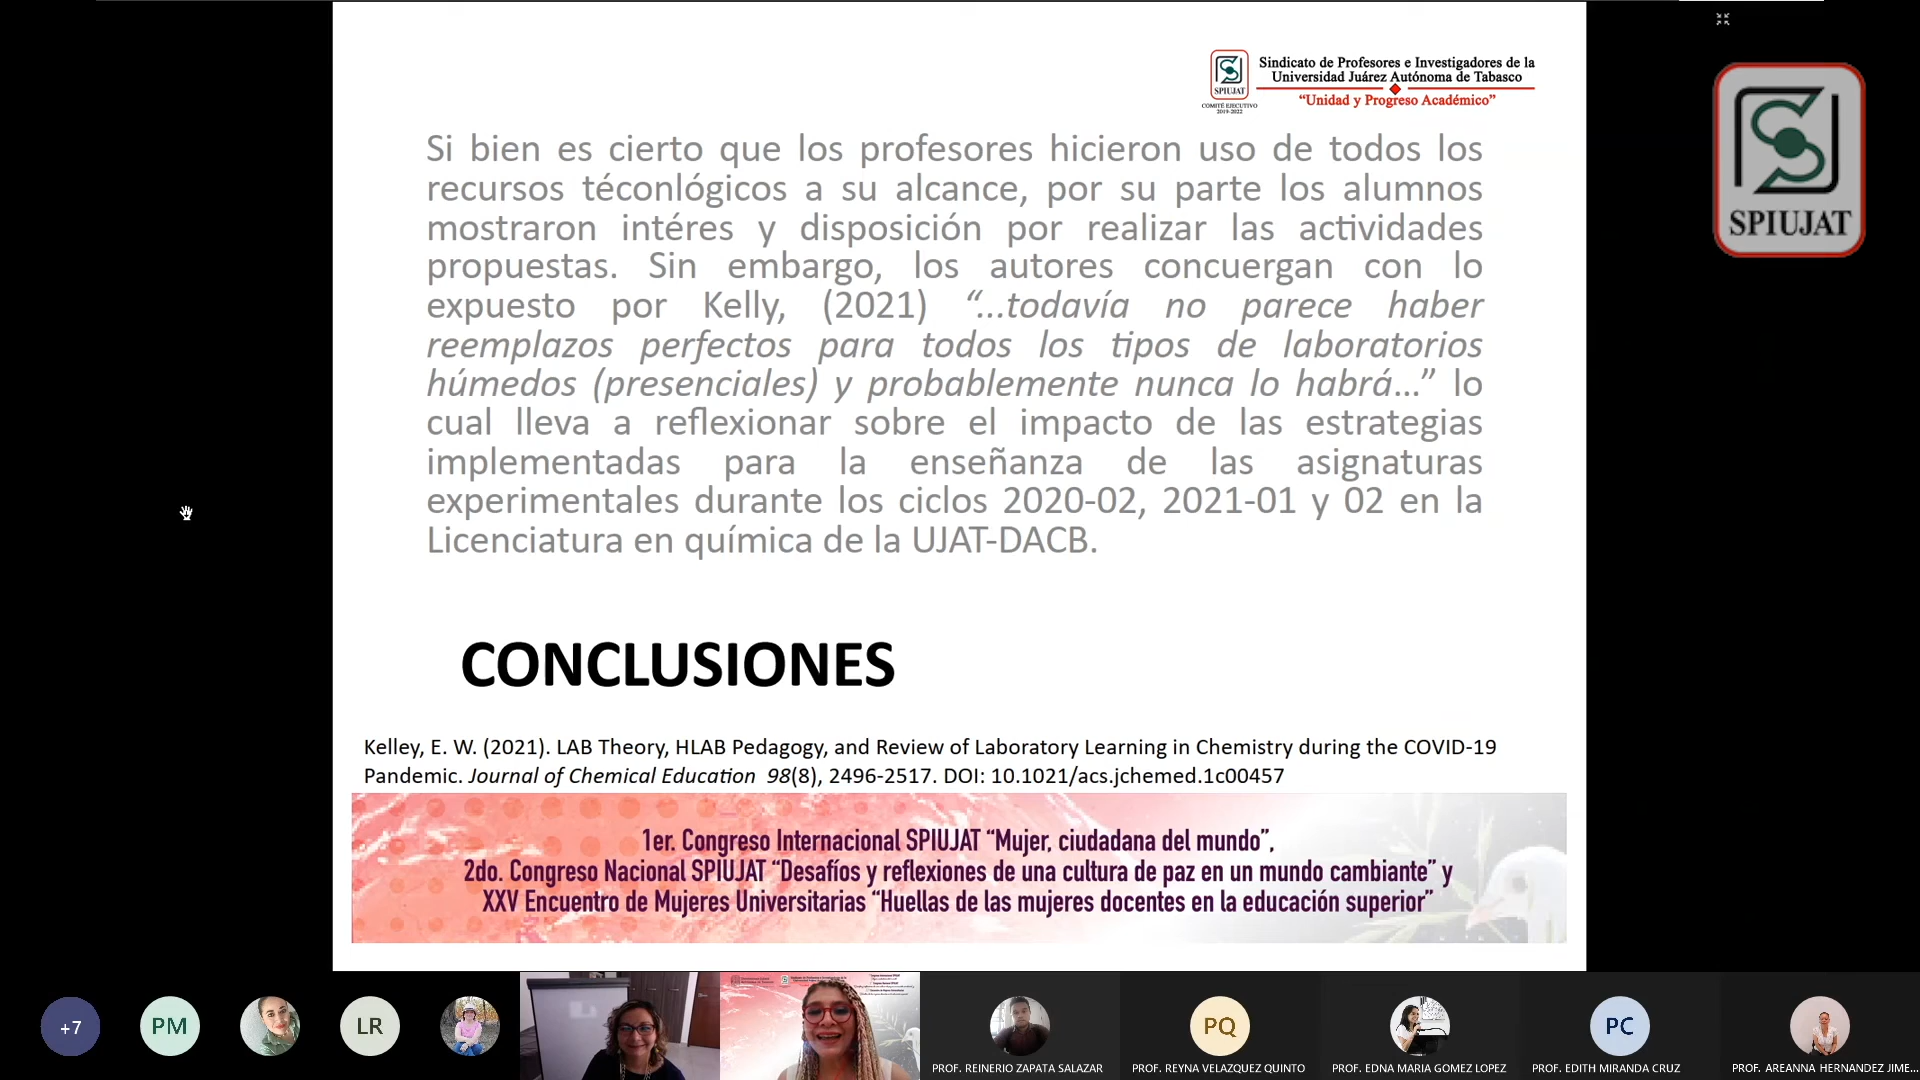 SPIUJAT
COMITÉ EJECUTIVO
2019-2022
Sindicato de Profesores e Investigadores de la
Universidad Juárez Autónoma de Tabasco
“Unidad y Progreso Académico”
SPIUJAT
Si bien es cierto que los profesores hicieron uso de todos los
recursos téconlógicos a su alcance, por su parte los alumnos
mostraron intéres y disposición por realizar las actividades
propuestas. Sin embargo, los autores concuergan con lo
expuesto por Kelly, (2021) “...todavía no parece haber
reemplazos perfectos para todos los tipos de laboratorios
húmedos (presenciales) y probablemente nunca lo habrá...” lo
cual lleva a reflexionar sobre el impacto de las estrategias
implementadas para la enseñanza de las asignaturas
experimentales durante los ciclos 2020-02, 2021-01 y 02 en la
Licenciatura en química de la UJAT-DACB.
CONCLUSIONES
Kelley, E. W. (2021). LAB Theory, HLAB Pedagogy, and Review of Laboratory Learning in Chemistry during the COVID-19
Pandemic. Journal of Chemical Education 98(8), 2496-2517. DOI: 10.1021/acs.jchemed.1c00457
1er. Congreso Internacional SPIUJAT “Mujer, ciudadana del mundo”,
2do. Congreso Nacional SPIUJAT “Desafíos y reflexiones de una cultura de paz en un mundo cambiante” y
XXV Encuentro de Mujeres Universitarias “Huellas de las mujeres docentes en la educación superior”
+7
PM
LR
PQ
PC
PROF. REINERIO ZAPATA SALAZAR
PROF. REYNA VELAZQUEZ QUINTO
PROF. EDNA MARIA GOMEZ LOPEZ
PROF. EDITH MIRANDA CRUZ
PROF. AREANNA HERNANDEZ JIME...